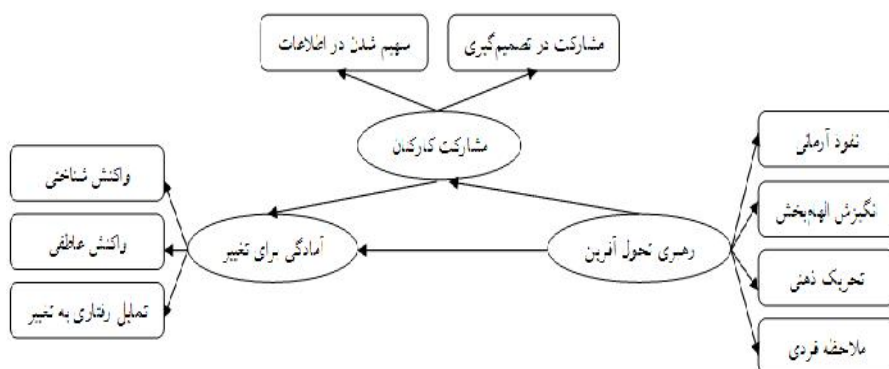 مشارکت در تصمیم‌گیری
سهیم شدن در اطلاعات
مشارکت کارکنان
نفوذ آرمانی
نگیزش الهام‌بخش
تحریک ذهنی
ملاحظه فردی
رهبری تحول آفرین
آمادگی برای تغییر
واکنش شناختی
واکنش عاطفی
تمایل رفتاری به تغییر